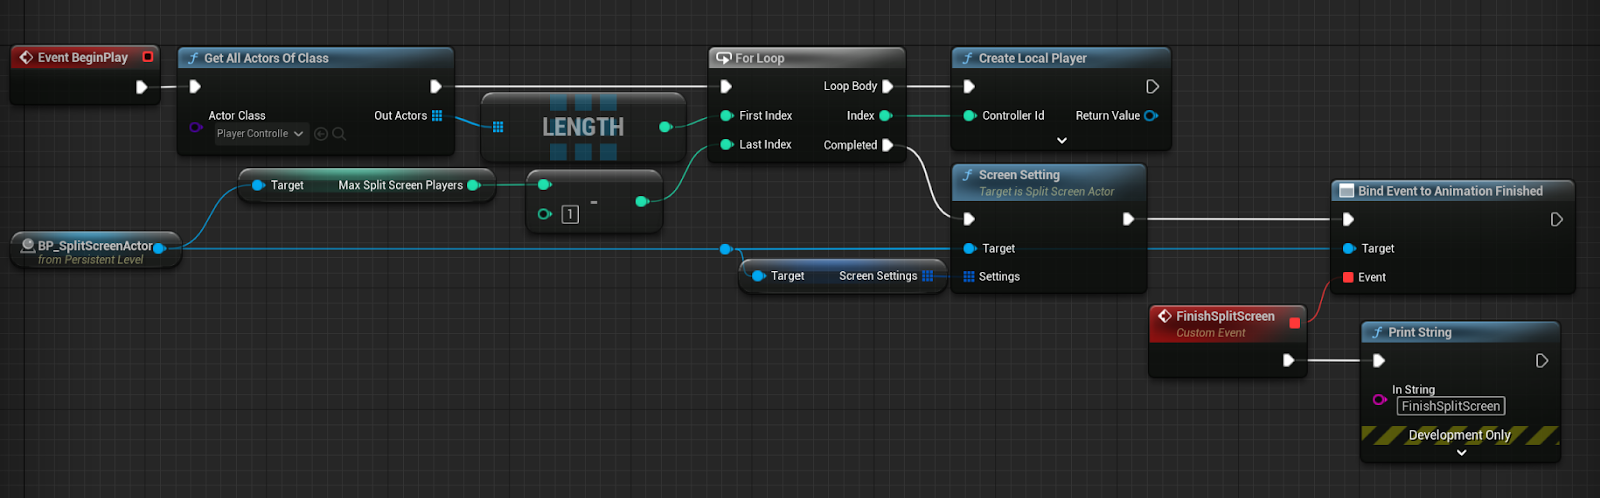 Event BeginPlay
Get All Actors Of Class
Actor Class
Player Controlle
Out Actors
LENGTH
For Loop
Loop Body
First Index
Index
Last Index
Completed
Create Local Player
Controller Id
Return Value
Target
Max Split Screen Players
1
-
BP_SplitScreenActor
from Persistent Level
Target
Screen Settings
Screen Setting
Target is Split Screen Actor
Target
Settings
Bind Event to Animation Finished
Target
Event
FinishSplitScreen
Custom Event
Print String
In String
FinishSplitScreen
Development Only